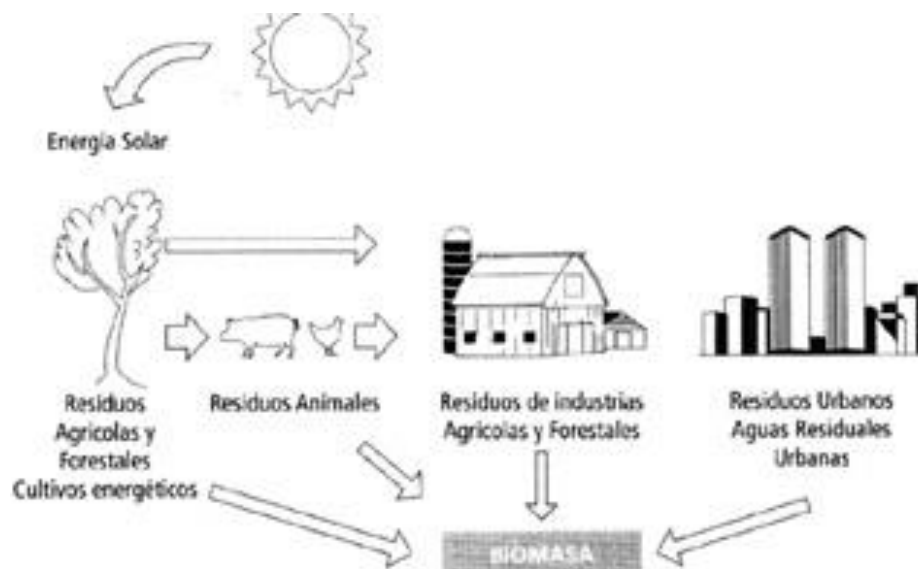 Energía Solar
Residuos
Agricolas y
Forestales
Cultivos energéticos
Residuos Animales
Residuos de industrias
Agricolas y Forestales
Residuos Urbanos
Aguas Residuales
Urbanas
BIOMASA